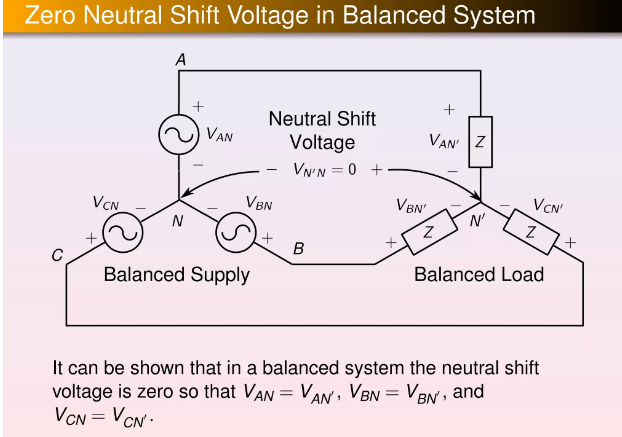 Zero Neutral Shift Voltage in Balanced System
A
+
Neutral Shift
Voltage
+
V_AN
V_AN′
Z
−
− V_N′N = 0 +
−
V_CN
−
N
−
V_BN
V_BN′
−
N′
−
V_CN′
C
+
+
B
+
Z
Z
+
Balanced Supply
Balanced Load
It can be shown that in a balanced system the neutral shift
voltage is zero so that V_AN = V_AN′, V_BN = V_BN′, and
V_CN = V_CN′.